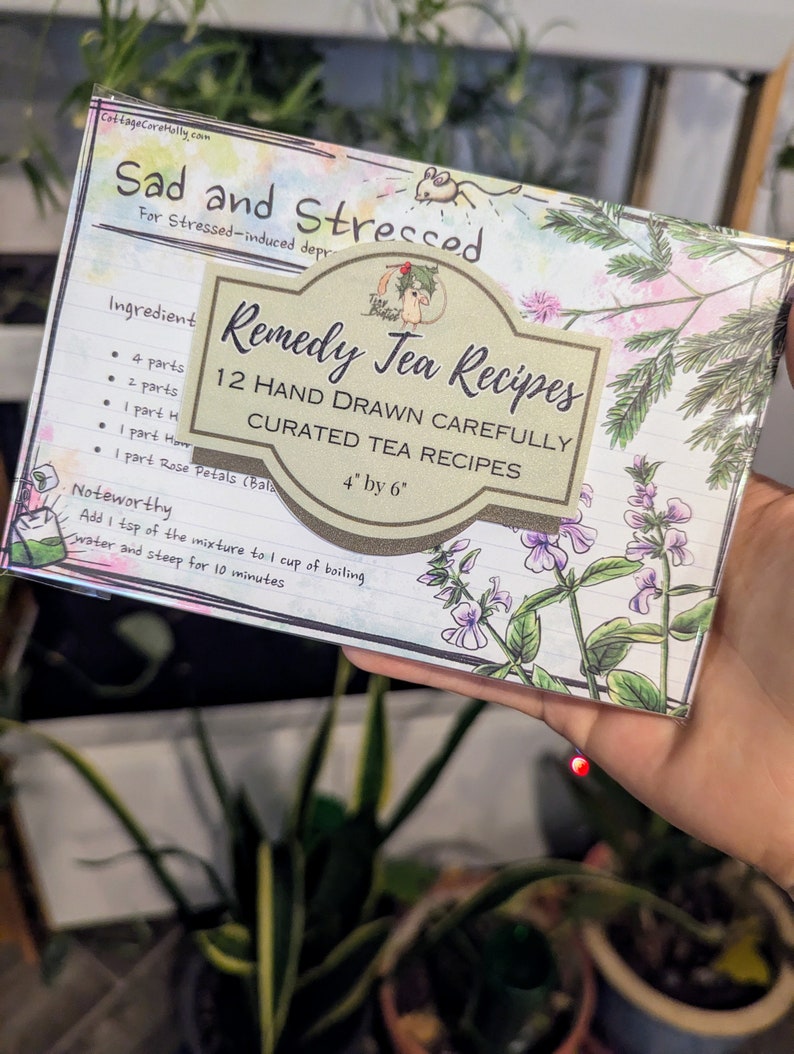 CottageCoreHolly.com
Sad and Stressed
For Stressed-induced depr
Ingredient
4 parts
2 parts
1 part H
1 part Haw
1 part Rose Petals (Bala
Noteworthy
Add 1 tsp of the mixture to 1 cup of boiling
water and steep for 10 minutes
Remedy Tea Recipes
12 Hand Drawn carefully
curated tea recipes
4" by 6"